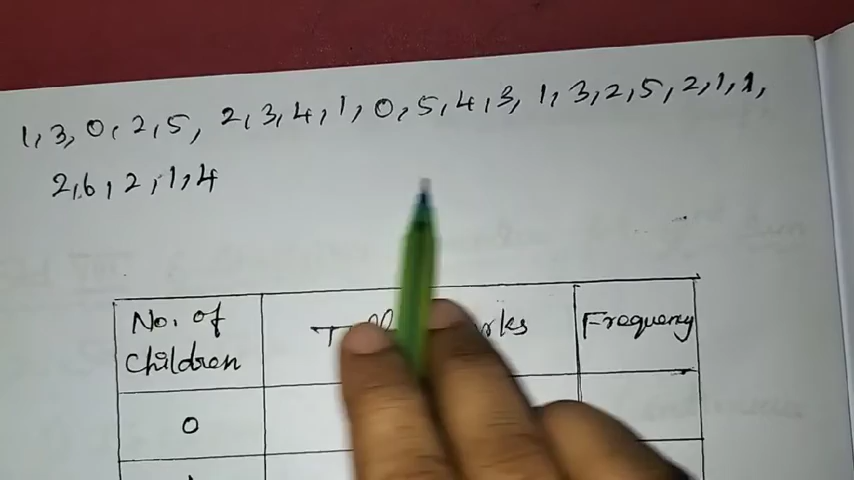 1, 3, 0, 2, 5, 2, 3, 4, 1, 0, 5, 4, 3, 1, 3, 2, 5, 2, 1, 1,
2, 6, 2, 1, 4
No. of
Children
Frequency
0